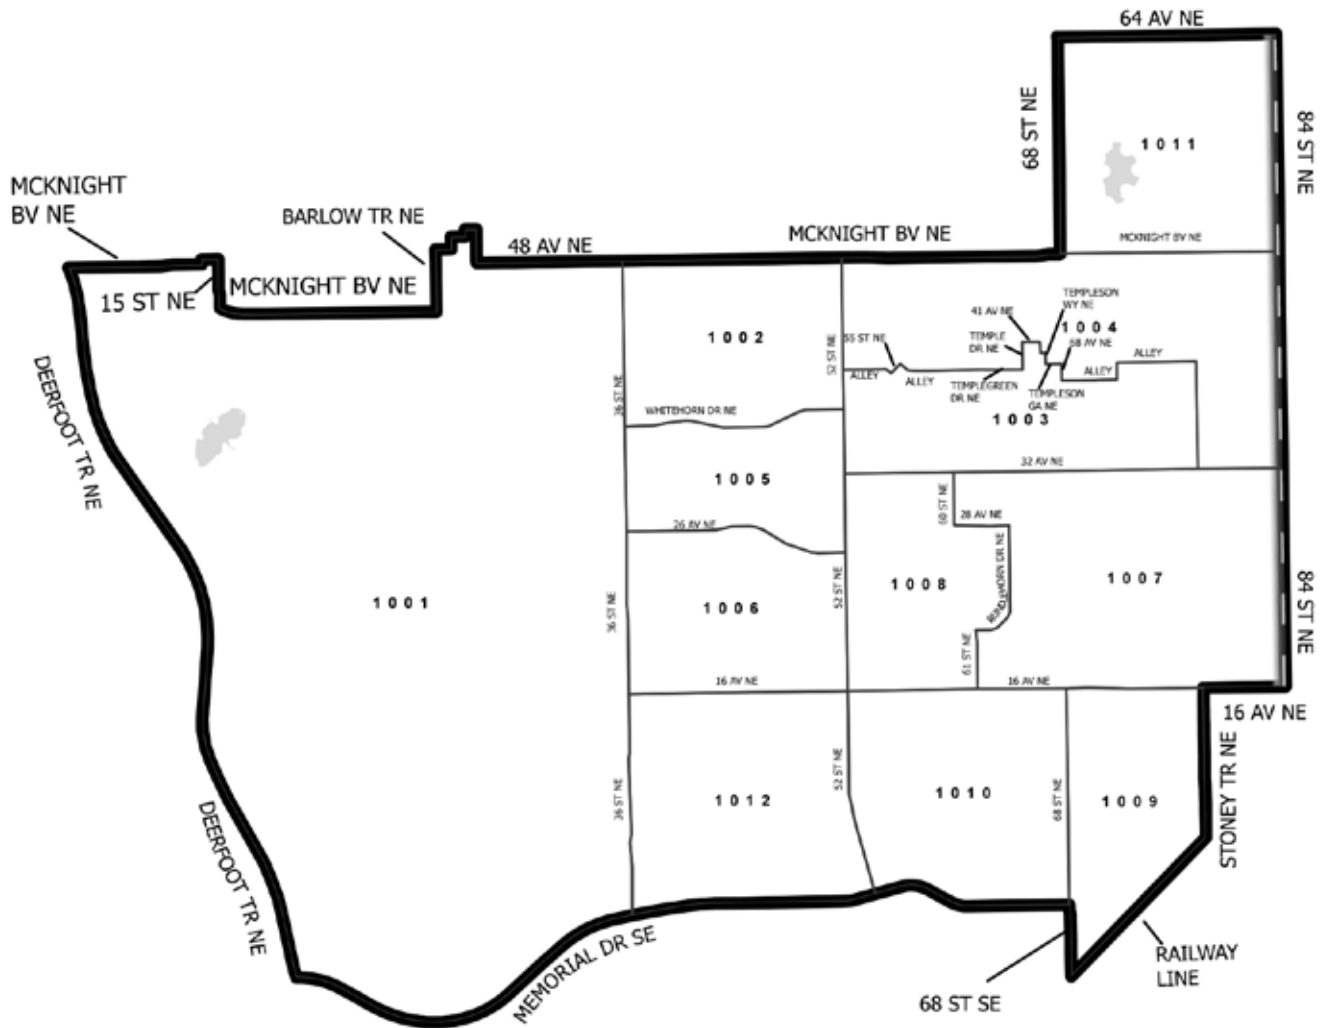 64 AV NE
68 ST NE
84 ST NE
1011
MCKNIGHT
BV NE
BARLOW TR NE
48 AV NE
MCKNIGHT BV NE
MCKNIGHT BV NE
15 ST NE
MCKNIGHT BV NE
TEMPLESON
WY NE
41 AV NE
1004
1002
55 ST NE
52 ST NE
TEMPLE
DR NE
68 AV NE
ALLEY
ALLEY
ALLEY
ALLEY
TEMPLEGREEN
DR NE
TEMPLESON
GA NE
DEERFOOT TR NE
36 ST NE
WHITEHORN DR NE
1003
32 AV NE
1005
60 ST NE
28 AV NE
26 AV NE
RUNDLEHORN DR NE
1001
1006
36 ST NE
52 ST NE
1008
1007
84 ST NE
61 ST NE
16 AV NE
16 AV NE
16 AV NE
STONEY TR NE
36 ST NE
1012
52 ST NE
1010
68 ST NE
1009
DEERFOOT TR NE
MEMORIAL DR SE
RAILWAY
LINE
68 ST SE